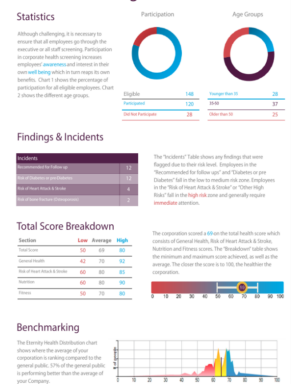 Statistics
Although challenging, it is necessary to
ensure that all employees go through the
executive or all staff screening. Participation
in corporate health screening increases
employees' awareness and interest in their
own well being which in turn reaps its own
benefits. Chart 1 shows the percentage of
participation for all eligible employees. Chart
2 shows the different age groups.
Participation
Eligible 148
Participated 120
Did Not Participate 28
Age Groups
Younger than 35 28
35-50 37
Older than 50 25
Findings & Incidents
Incidents
Recommended for Follow up 12
Risk of Diabetes or pre Diabetes 12
Risk of Heart Attack & Stroke 4
Risk of (Osteoporosis) 2
The "Incidents" Table shows any findings that were
flagged due to their risk level. Employees in the
"Recommended for follow ups" and "Diabetes or pre
Diabetes" fall in the low to medium risk zone. Employees
in the "Risk of Heart Attack & Stroke" or "Other High
Risks" fall in the high risk zone and generally require
immediate attention.
Total Score Breakdown
Section Low Average High
Total Score 50 69 80
General Health 42 70 92
Risk of Heart Attack & Stroke 60 80 85
Nutrition 60 80 90
Fitness 50 70 80
The corporation scored a 69 on the total health score which
consists of General Health, Risk of Heart Attack & Stroke,
Nutrition and Fitness scores. The "Breakdown" table shows
the minimum and maximum score achieved, as well as the
average. The closer the score is to 100, the healthier the
corporation.
0 10 20 30 40 50 60 70 80 90 100
Benchmarking
The Eternity Health Distribution chart
shows where the average of your
corporation is ranking compared to the
general public. 57% of the general public
is performing better than the average of
your Company.
% of people
10 20 30 40 50 60 70 80 90 100